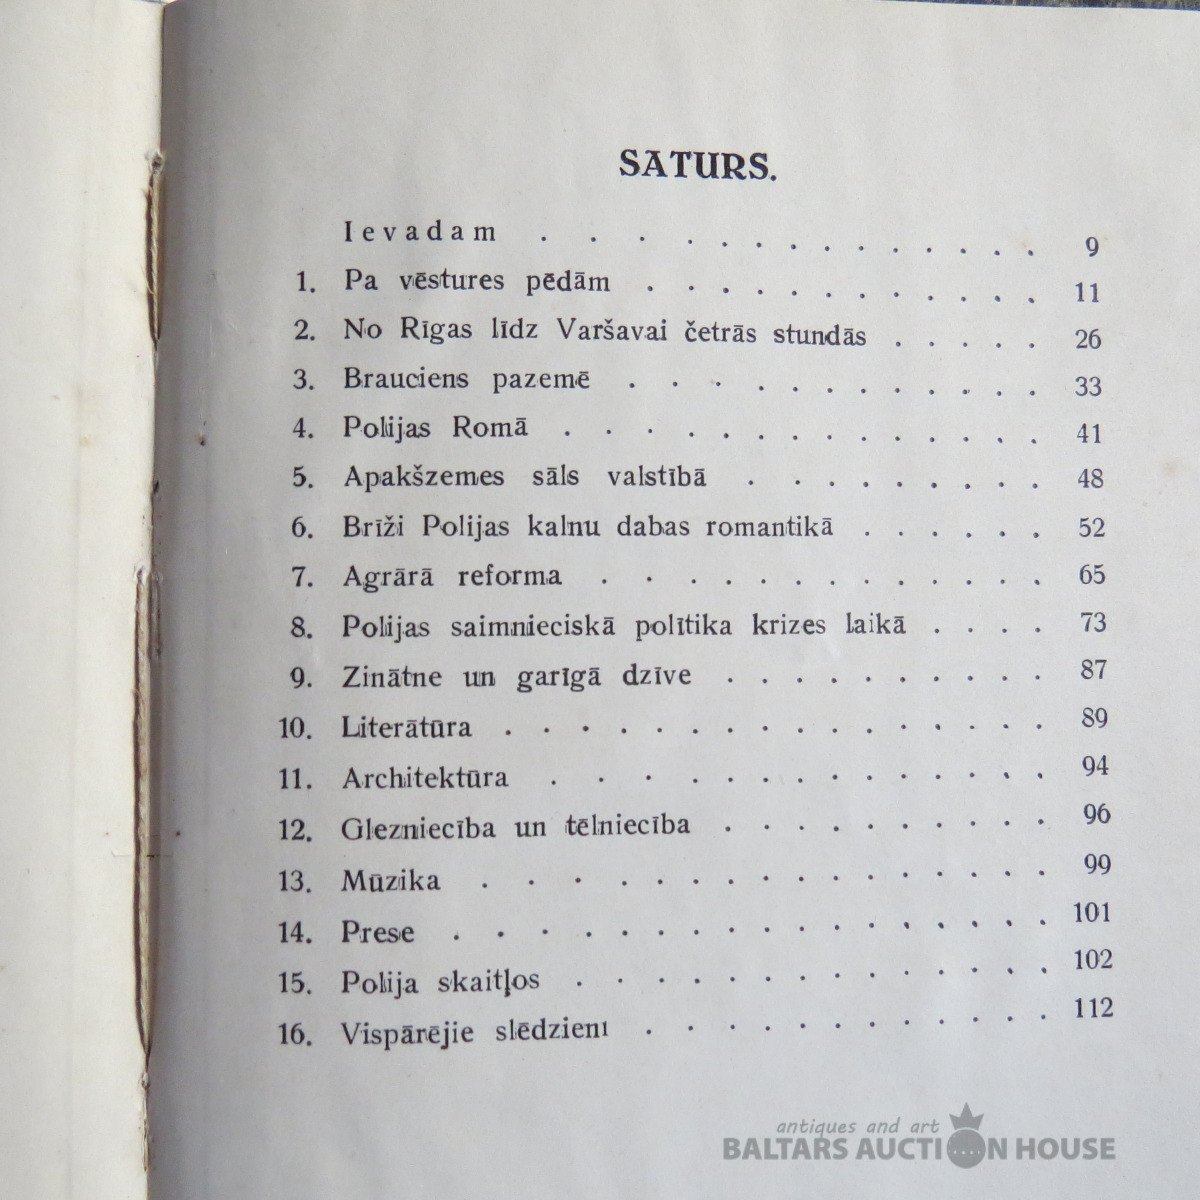 SATURS.
Ievadam . . . . . . . . . . . . 9
1. Pa vēstures pēdām . . . . . . . . . . . 11
2. No Rīgas līdz Varšavai četrās stundās . . . . . 26
3. Brauciens pazemē . . . . . . . . . . 33
4. Polijas Romā . . . . . . . . . . . . 41
5. Apakšzemes sāls valstībā . . . . . . . . 48
6. Brīži Polijas kalnu dabas romantikā . . . . . . 52
7. Agrārā reforma . . . . . . . . . . . 65
8. Polijas saimnieciskā polītika krizes laikā . . . . 73
9. Zinātne un garīgā dzīve . . . . . . . . . 87
10. Literātūra . . . . . . . . . . . . . . 89
11. Architektūra . . . . . . . . . . . . 94
12. Glezniecība un tēlniecība . . . . . . . . . 96
13. Mūzika . . . . . . . . . . . . . . 99
14. Prese . . . . . . . . . . . . . . 101
15. Polija skaitļos . . . . . . . . . . . 102
16. Vispārējie slēdzieni . . . . . . . . . . 112
antiques and art
BALTARS AUCTION HOUSE